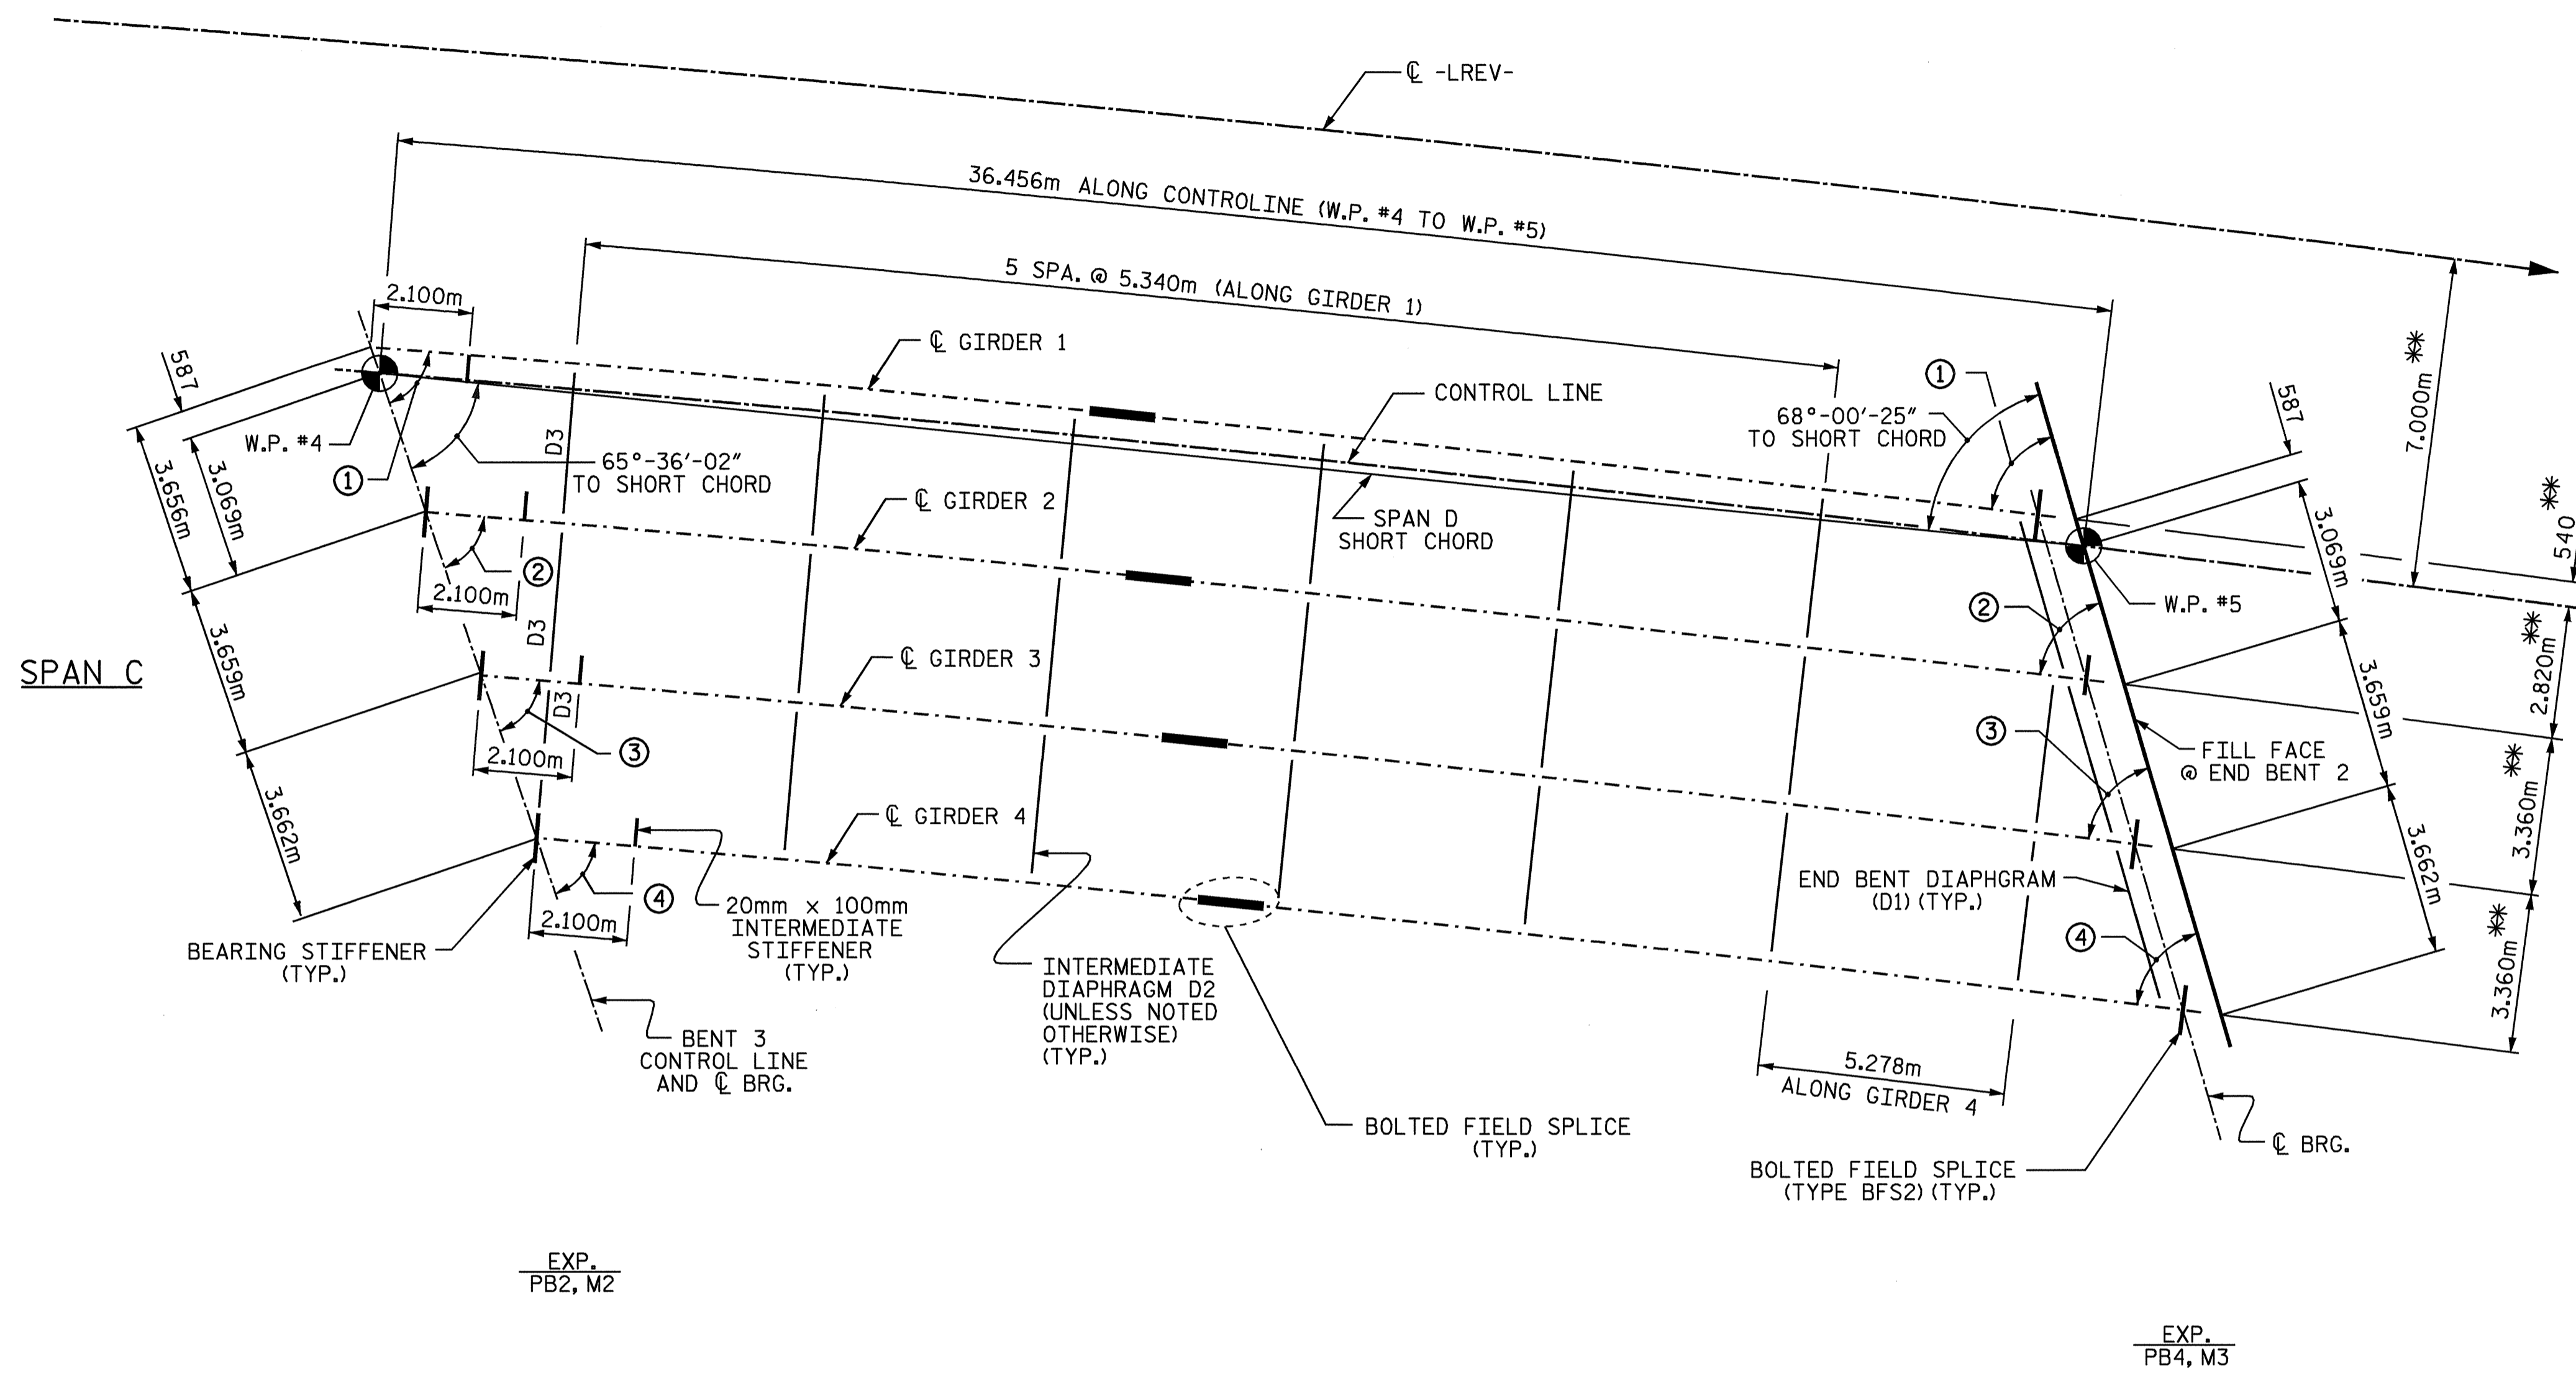 ℄ -LREV-
36.456m ALONG CONTROLINE (W.P. #4 TO W.P. #5)
5 SPA. @ 5.340m (ALONG GIRDER 1)
2.100m
℄ GIRDER 1
CONTROL LINE
1
68°-00'-25"
TO SHORT CHORD
7.000m **
587
587
W.P. #4
1
3.656m
3.069m
D3
65°-36'-02"
TO SHORT CHORD
℄ GIRDER 2
SPAN D
SHORT CHORD
3.069m
540 **
2
2.100m
D3
2
W.P. #5
2.820m **
SPAN C
3.659m
℄ GIRDER 3
D3
3
2.100m
3
3.659m
FILL FACE
@ END BENT 2
3.360m **
3.662m
℄ GIRDER 4
4
2.100m
20mm x 100mm
INTERMEDIATE
STIFFENER
(TYP.)
END BENT DIAPHGRAM
(D1) (TYP.)
4
3.662m
3.360m **
BEARING STIFFENER
(TYP.)
INTERMEDIATE
DIAPHRAGM D2
(UNLESS NOTED
OTHERWISE)
(TYP.)
BENT 3
CONTROL LINE
AND ℄ BRG.
5.278m
ALONG GIRDER 4
BOLTED FIELD SPLICE
(TYP.)
℄ BRG.
BOLTED FIELD SPLICE
(TYPE BFS2) (TYP.)
EXP.
PB2, M2
EXP.
PB4, M3